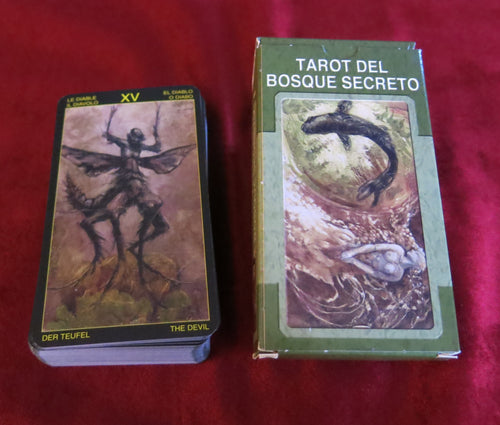 LE DIABLE
IL DIAVOLO
XV
EL DIABLO
O DIABO
DER TEUFEL
THE DEVIL
TAROT DEL
BOSQUE SECRETO